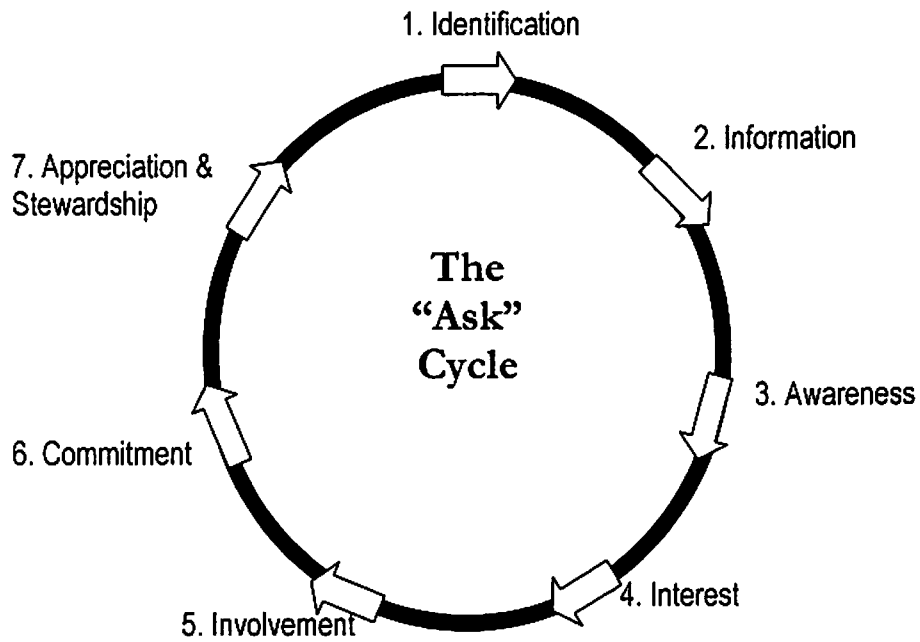 1. Identification
2. Information
7. Appreciation &
Stewardship
The
“Ask”
Cycle
3. Awareness
6. Commitment
4. Interest
5. Involvement